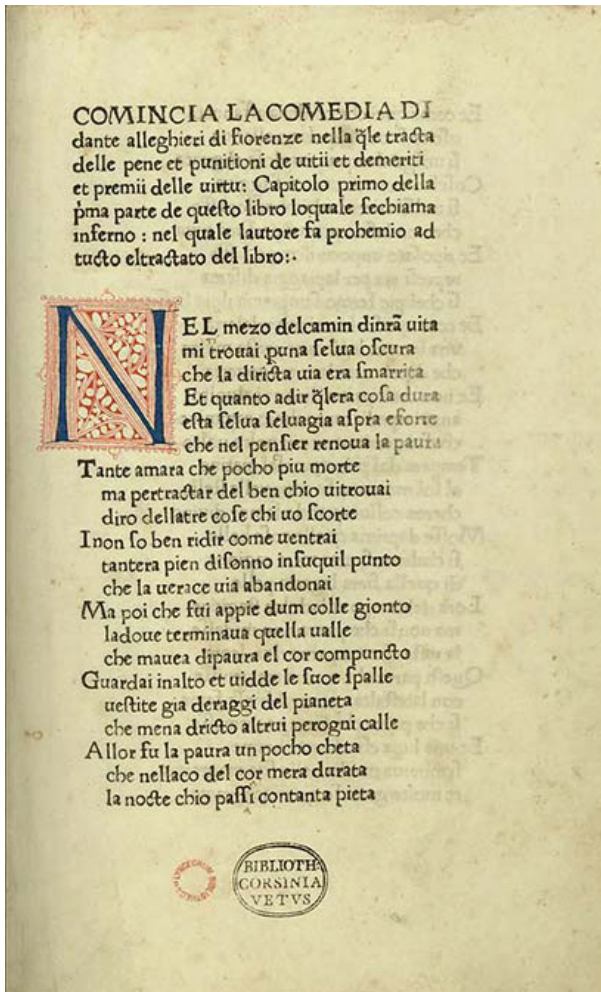 COMINCIA LACOMEDIA DI
dante alleghieri di fiorenze nella q̃le tracta
delle pene et punitioni de uitii et demeriti
et premii delle uirtu: Capitolo primo della
p̃ma parte de queſto libro loquale ſechiama
inferno : nel quale lautore fa prohemio ad
tucto eltractato del libro:·
NEL mezo delcamin dinr̃a uita
mi trouai ꝑuna ſelua oſcura
che la diricta uia era ſmarrita
Et quanto adir q̃lera coſa dura
eſta ſelua ſeluagia aſpra eforte
che nel penſier renoua la paura
Tante amara che pocho piu morte
ma pertractar del ben chio uitrouai
diro dellatre coſe chi uo ſcorte
I non ſo ben ridir come uentrai
tantera pien diſonno inſuquil punto
che la uerace uia abandonai
Ma poi che fui appie dum colle gionto
ladoue terminaua quella ualle
che mauea dipaura el cor compuncto
Guardai inalto et uidde le ſuoe ſpalle
ueſtite gia deraggi del pianeta
che mena dricto altrui perogni calle
Allor fu la paura un pocho cheta
che nellaco del cor mera durata
la nocte chio paſſi contanta pieta
BIBLIOTH
CORSINIA
VETVS